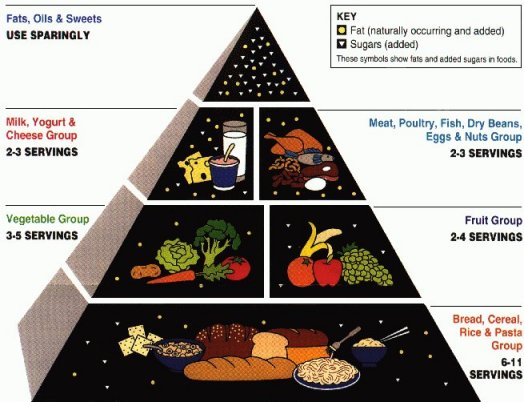 Fats, Oils & Sweets
USE SPARINGLY
KEY
Fat (naturally occurring and added)
Sugars (added)
These symbols show fats and added sugars in foods.
Milk, Yogurt &
Cheese Group
2-3 SERVINGS
Meat, Poultry, Fish, Dry Beans,
Eggs & Nuts Group
2-3 SERVINGS
Vegetable Group
3-5 SERVINGS
Fruit Group
2-4 SERVINGS
Bread, Cereal,
Rice & Pasta
Group
6-11
SERVINGS